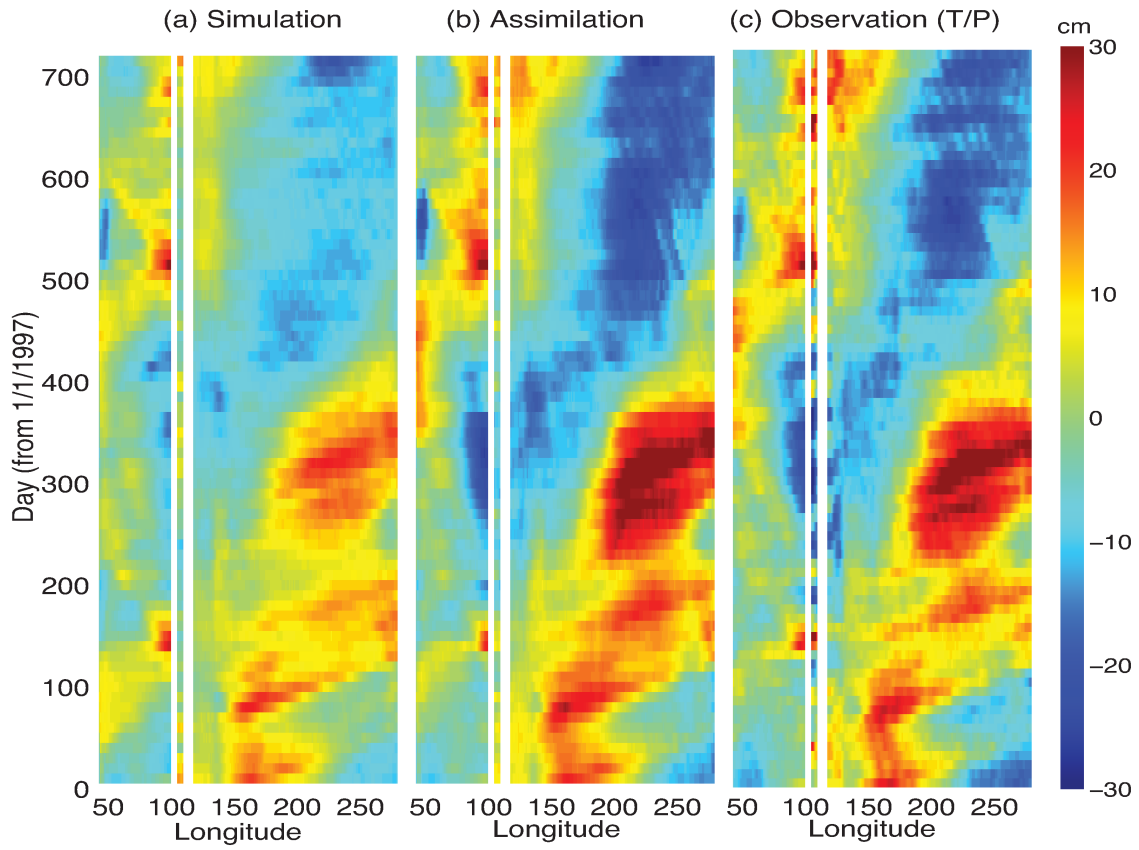 (a) Simulation
(b) Assimilation
(c) Observation (T/P)
cm
Day (from 1/1/1997)
700
600
500
400
300
200
100
0
50 100 150 200 250
Longitude
50 100 150 200 250
Longitude
50 100 150 200 250
Longitude
30
20
10
0
−10
−20
−30